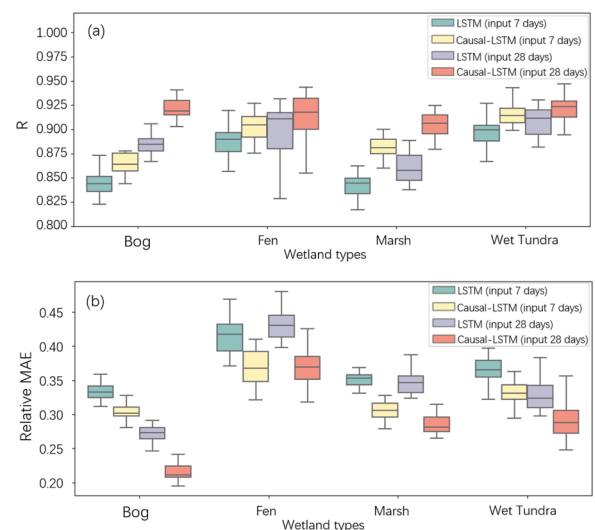 (a)
LSTM (input 7 days)
Causal-LSTM (input 7 days)
LSTM (input 28 days)
Causal-LSTM (input 28 days)
1.000
0.975
0.950
0.925
0.900
0.875
0.850
0.825
0.800
R
Bog Fen Marsh Wet Tundra
Wetland types
(b)
LSTM (input 7 days)
Causal-LSTM (input 7 days)
LSTM (input 28 days)
Causal-LSTM (input 28 days)
0.45
0.40
0.35
0.30
0.25
0.20
Relative MAE
Bog Fen Marsh Wet Tundra
Wetland types